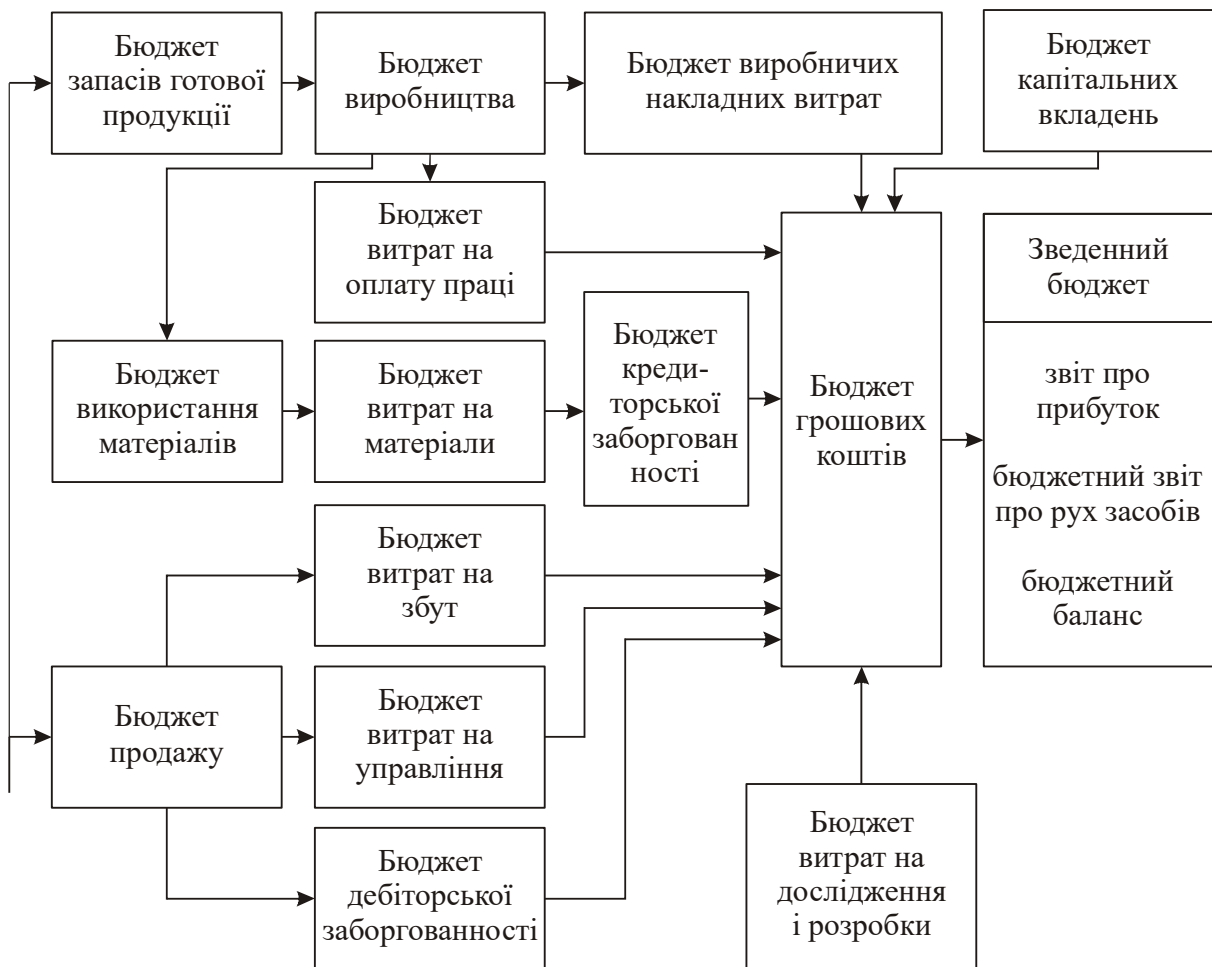 Бюджет
запасів готової
продукції
Бюджет
виробництва
Бюджет виробничих
накладних витрат
Бюджет
капітальних
вкладень
Бюджет
витрат на
оплату праці
Зведенний
бюджет
Бюджет
використання
матеріалів
Бюджет
витрат на
матеріали
Бюджет
креди-
торської
заборгован
ності
Бюджет
грошових
коштів
звіт про
прибуток
бюджетний звіт
про рух засобів
бюджетний
баланс
Бюджет
витрат на
збут
Бюджет
продажу
Бюджет
витрат на
управління
Бюджет
дебіторської
заборгованності
Бюджет
витрат на
дослідження
і розробки